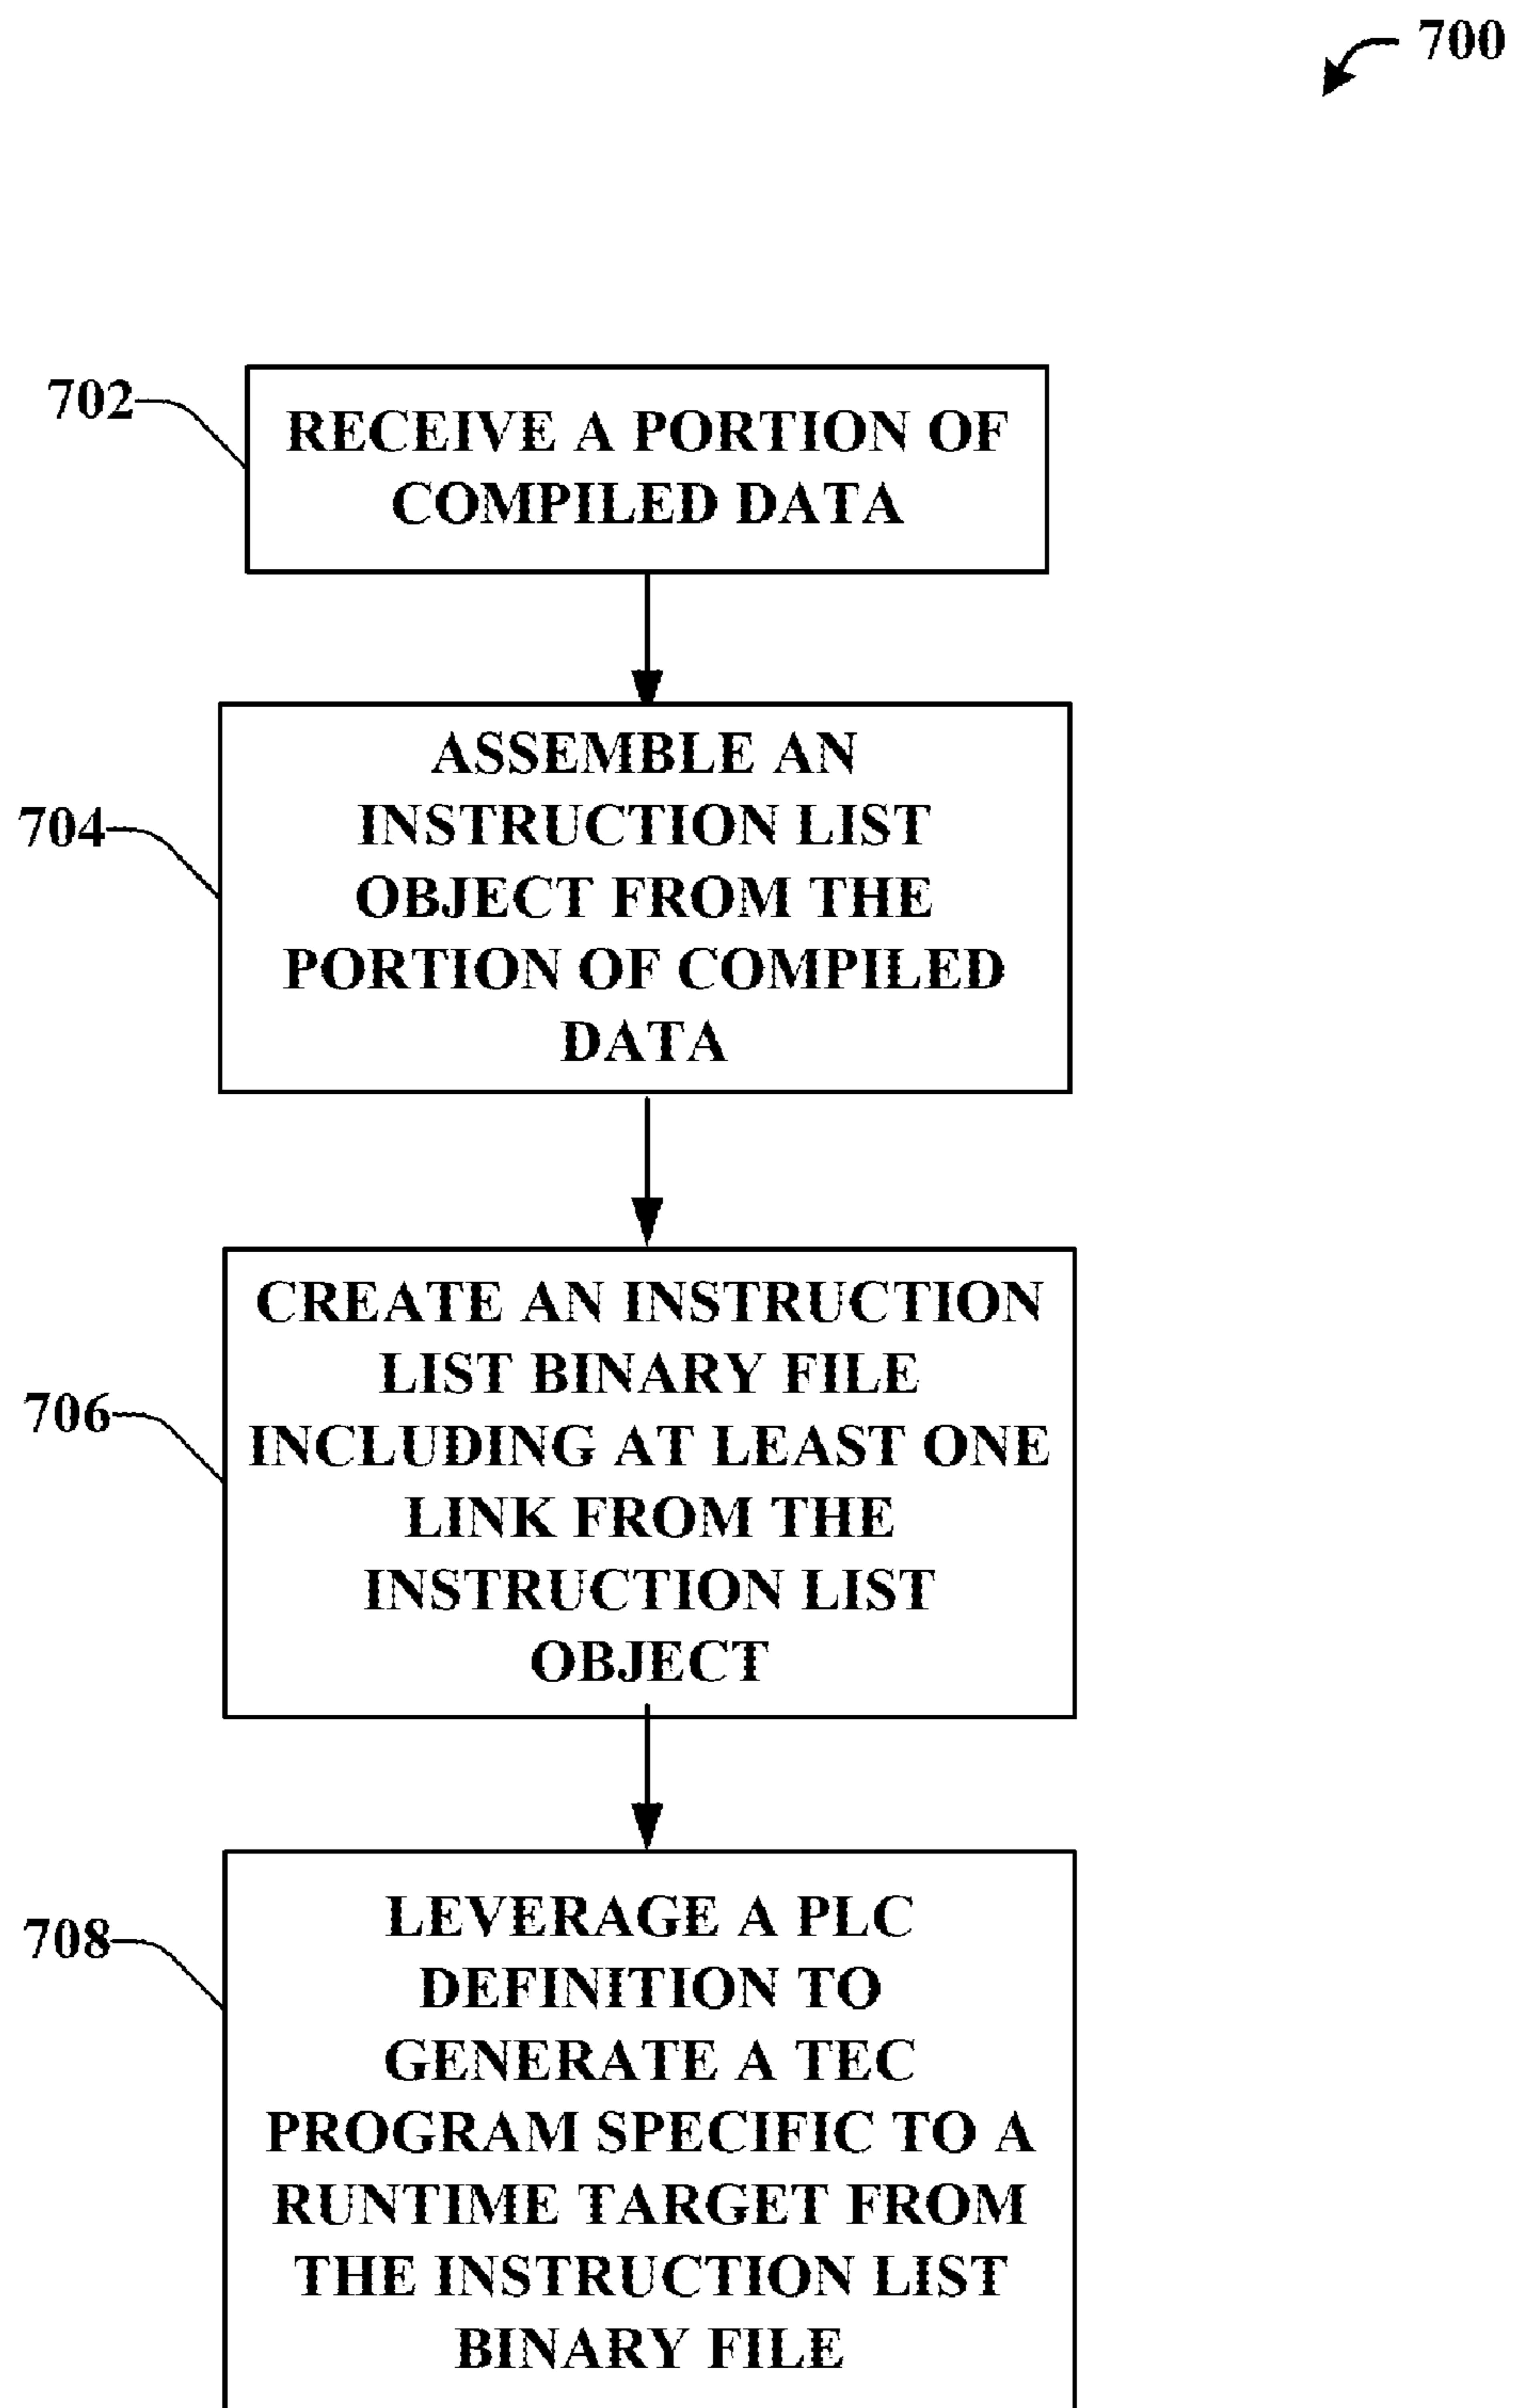 700
702
RECEIVE A PORTION OF
COMPILED DATA
704
ASSEMBLE AN
INSTRUCTION LIST
OBJECT FROM THE
PORTION OF COMPILED
DATA
706
CREATE AN INSTRUCTION
LIST BINARY FILE
INCLUDING AT LEAST ONE
LINK FROM THE
INSTRUCTION LIST
OBJECT
708
LEVERAGE A PLC
DEFINITION TO
GENERATE A TEC
PROGRAM SPECIFIC TO A
RUNTIME TARGET FROM
THE INSTRUCTION LIST
BINARY FILE